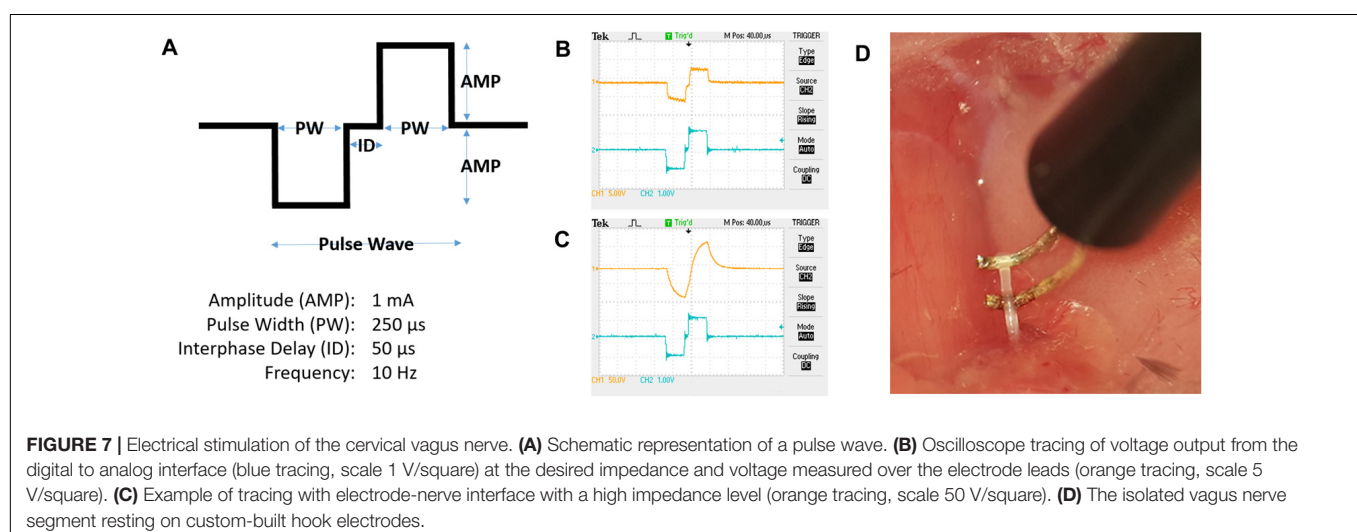 A
AMP
PW
PW
ID
AMP
Pulse Wave
Amplitude (AMP): 1 mA
Pulse Width (PW): 250 µs
Interphase Delay (ID): 50 µs
Frequency: 10 Hz
B
Tek
T Trig'd
M Pos: 40.00µs
TRIGGER
Type
Edge
Source
CH2
Slope
Rising
Mode
Auto
Coupling
DC
1
2
CH1 5.00V
CH2 1.00V
C
Tek
T Trig'd
M Pos: 40.00µs
TRIGGER
Type
Edge
Source
CH2
Slope
Rising
Mode
Auto
Coupling
DC
1
2
CH1 50.0V
CH2 1.00V
D
FIGURE 7 | Electrical stimulation of the cervical vagus nerve. (A) Schematic representation of a pulse wave. (B) Oscilloscope tracing of voltage output from the
digital to analog interface (blue tracing, scale 1 V/square) at the desired impedance and voltage measured over the electrode leads (orange tracing, scale 5
V/square). (C) Example of tracing with electrode-nerve interface with a high impedance level (orange tracing, scale 50 V/square). (D) The isolated vagus nerve
segment resting on custom-built hook electrodes.